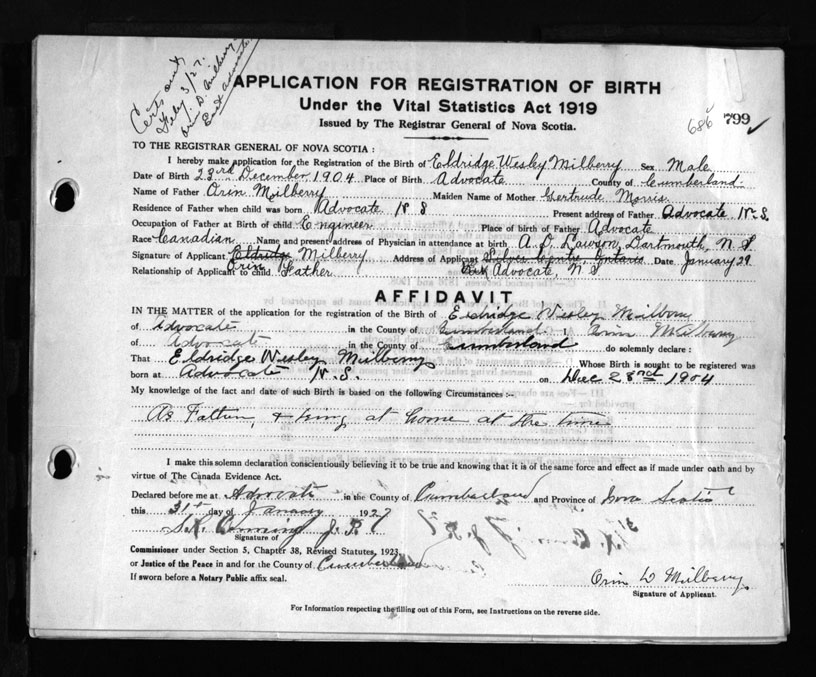 Certs out
Feby 3/27.
Orin D. Milbery
East Advocate
APPLICATION FOR REGISTRATION OF BIRTH
Under the Vital Statistics Act 1919
Issued by The Registrar General of Nova Scotia.
686 799
TO THE REGISTRAR GENERAL OF NOVA SCOTIA :
I hereby make application for the Registration of the Birth of Eldridge Wesley Milberry Sex Male
Date of Birth 23rd December 1904 Place of Birth Advocate County of Cumberland
Name of Father Orin Milberry Maiden Name of Mother Gertrude Morris
Residence of Father when child was born Advocate N S Present address of Father Advocate N. S.
Occupation of Father at Birth of child Engineer Place of birth of Father Advocate
Race Canadian Name and present address of Physician in attendance at birth A. O. Dawson, Dartmouth, N. S
Signature of Applicant Eldridge Milberry Address of Applicant Ontario Date January 29
Relationship of Applicant to child Orin Father Advocate, N S
AFFIDAVIT
IN THE MATTER of the application for the registration of the Birth of Eldridge Wesley Milbery
of Advocate in the County of Cumberland I, Orin Milbery
of Advocate in the County of Cumberland do solemnly declare :
That Eldridge Wesley Milberry Whose Birth is sought to be registered was
born at Advocate N. S. on Dec 23rd 1904
My knowledge of the fact and date of such Birth is based on the following Circumstances :-
As Father, & being at home at the time
I make this solemn declaration conscientiously believing it to be true and knowing that it is of the same force and effect as if made under oath and by
virtue of The Canada Evidence Act.
Declared before me at Advocate in the County of Cumberland and Province of Nova Scotia
this 31st day of January 1927
J. P.
Signature of
Commissioner under Section 5, Chapter 38, Revised Statutes, 1923,
or Justice of the Peace in and for the County of Cumberland
If sworn before a Notary Public affix seal.
Orin D Milberry
Signature of Applicant.
For Information respecting the filling out of this Form, see Instructions on the reverse side.